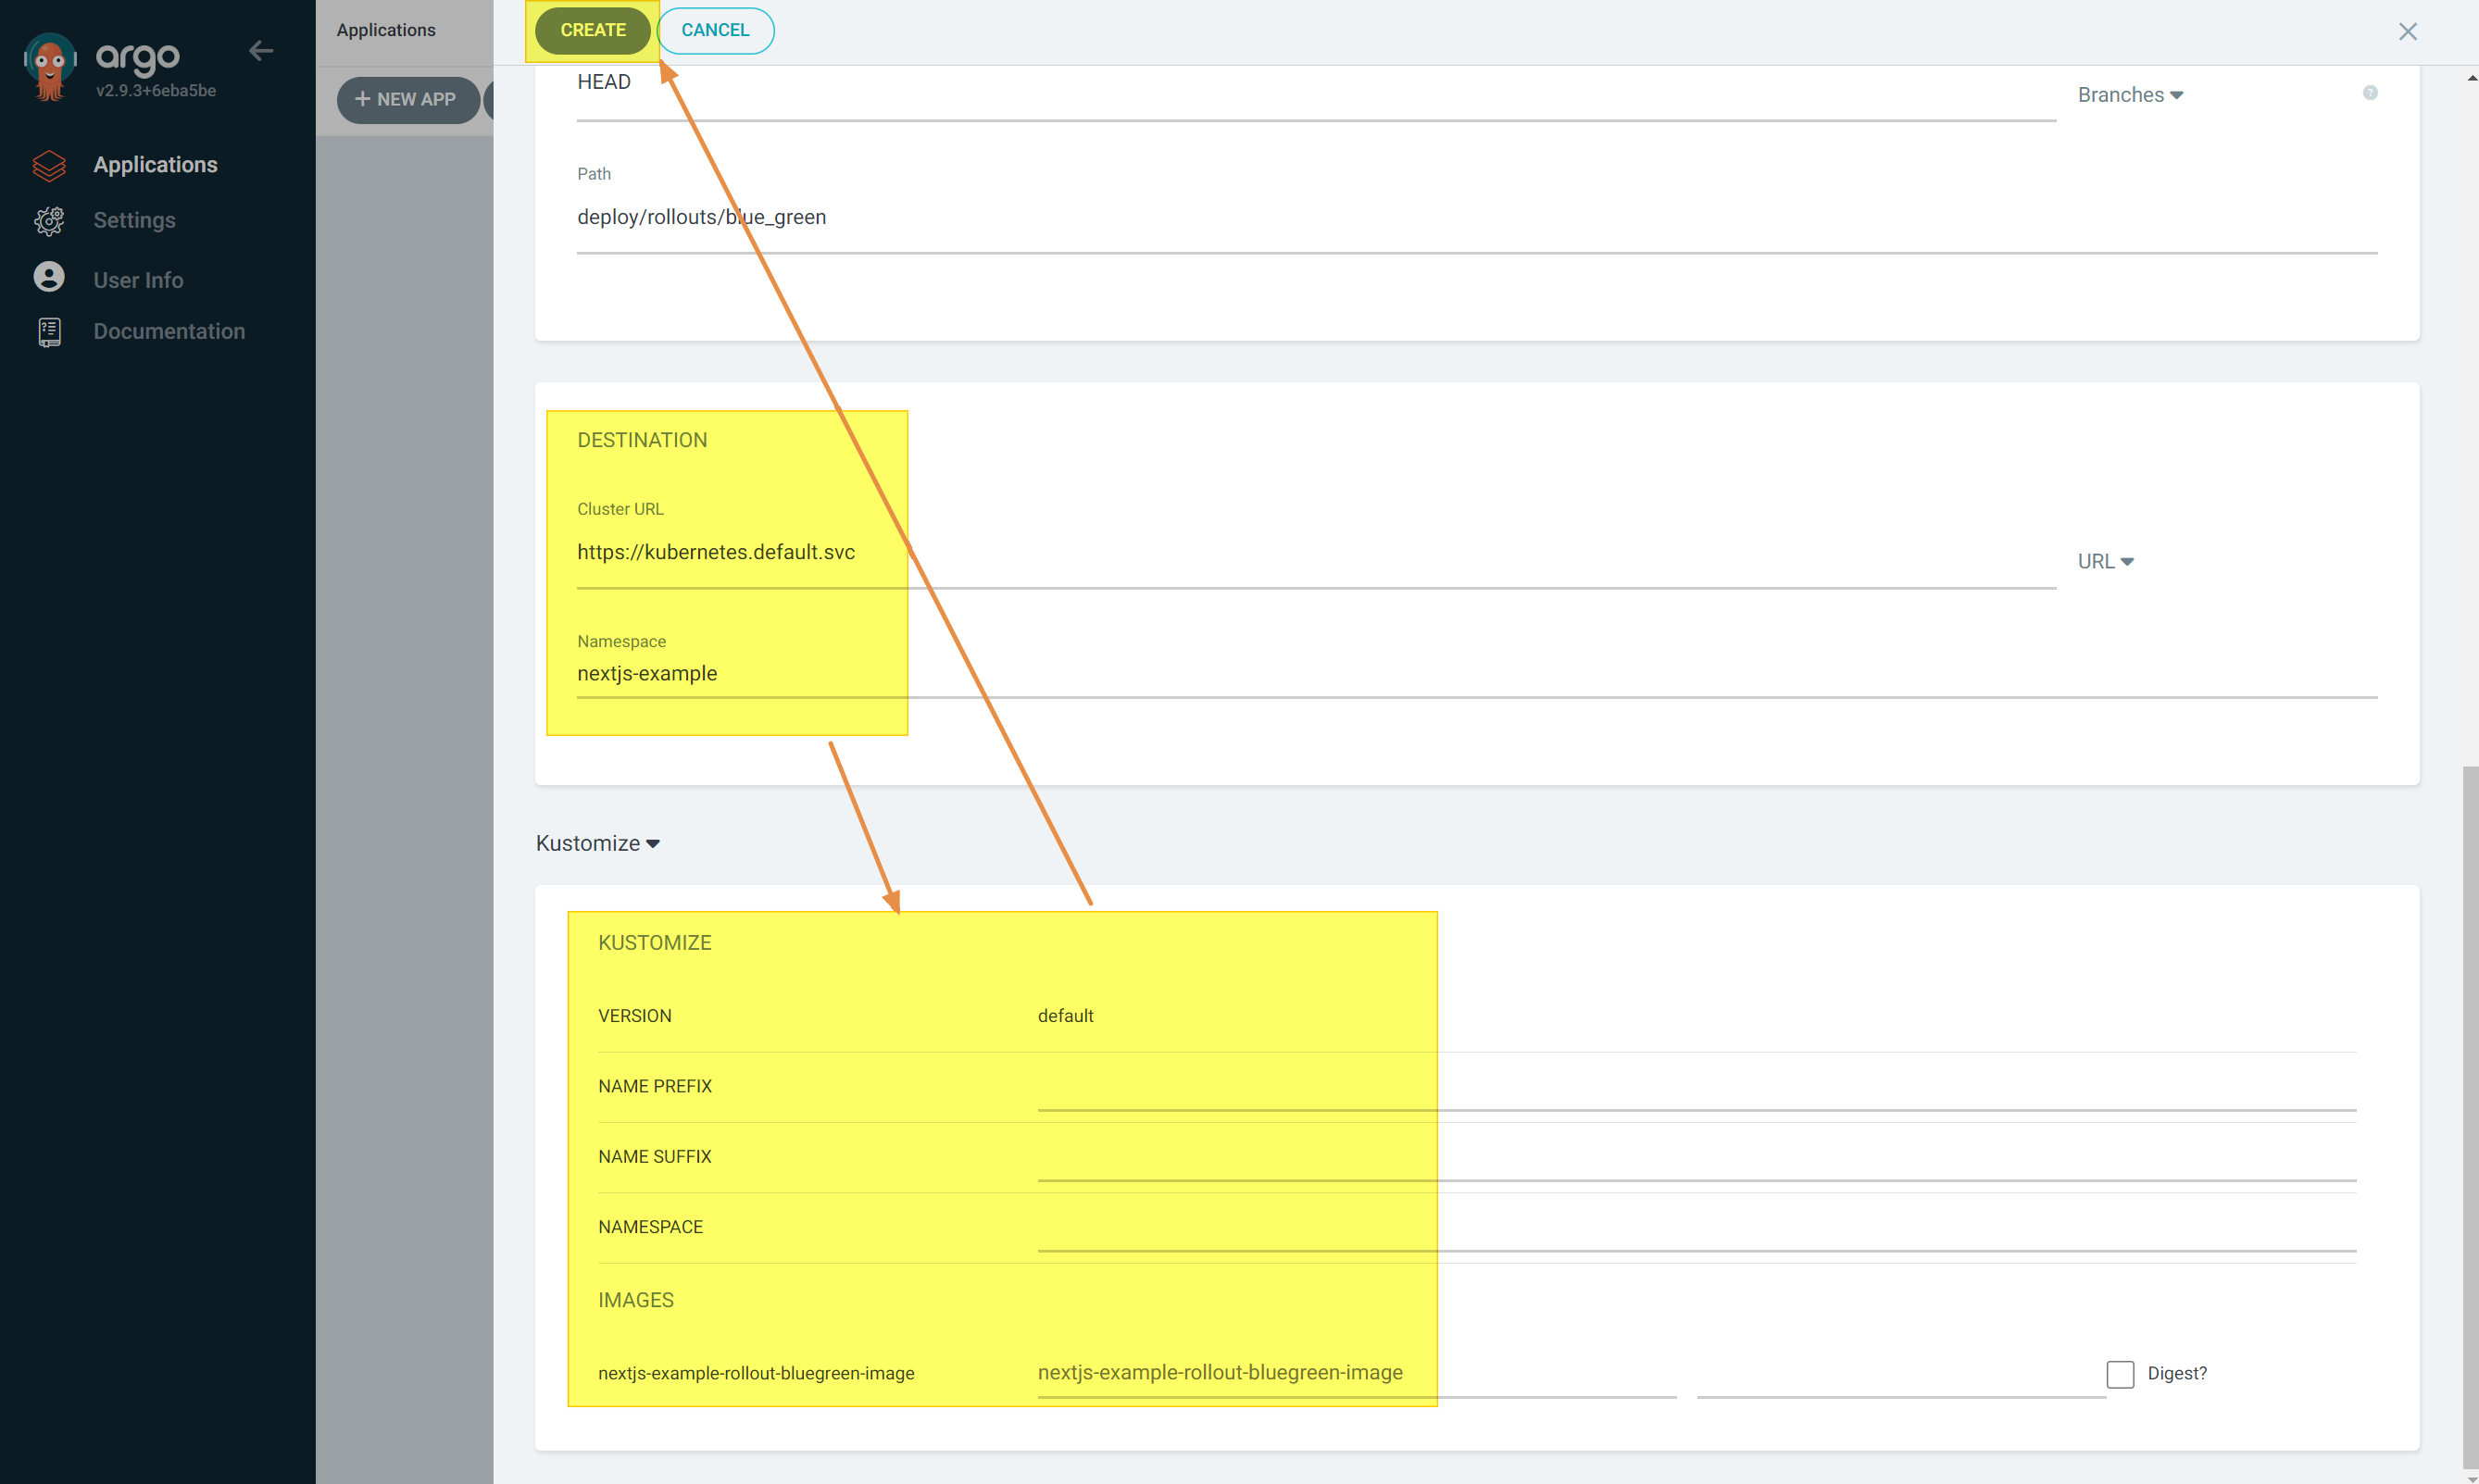 argo
v2.9.3+6eba5be
Applications
Settings
User Info
Documentation
Applications
+ NEW APP
CREATE
CANCEL
HEAD
Branches
?
Path
deploy/rollouts/blue_green
DESTINATION
Cluster URL
https://kubernetes.default.svc
URL
Namespace
nextjs-example
Kustomize
KUSTOMIZE
VERSION default
NAME PREFIX
NAME SUFFIX
NAMESPACE
IMAGES
nextjs-example-rollout-bluegreen-image nextjs-example-rollout-bluegreen-image Digest?